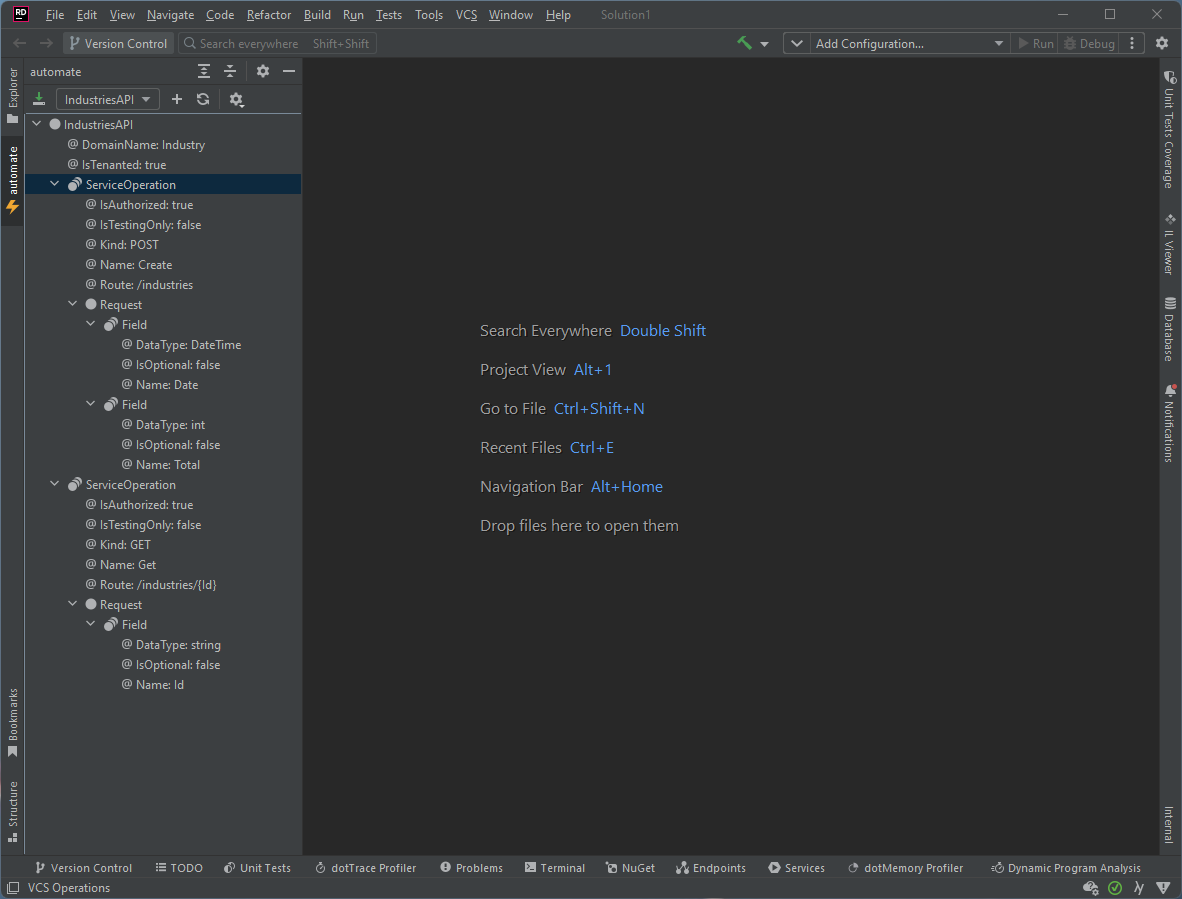 RD File Edit View Navigate Code Refactor Build Run Tests Tools VCS Window Help Solution1
Version Control Search everywhere Shift+Shift Add Configuration... Run Debug
automate
IndustriesAPI
IndustriesAPI
@ DomainName: Industry
@ IsTenanted: true
ServiceOperation
@ IsAuthorized: true
@ IsTestingOnly: false
@ Kind: POST
@ Name: Create
@ Route: /industries
Request
Field
@ DataType: DateTime
@ IsOptional: false
@ Name: Date
Field
@ DataType: int
@ IsOptional: false
@ Name: Total
ServiceOperation
@ IsAuthorized: true
@ IsTestingOnly: false
@ Kind: GET
@ Name: Get
@ Route: /industries/{Id}
Request
Field
@ DataType: string
@ IsOptional: false
@ Name: Id
Explorer
automate
Bookmarks
Structure
Search Everywhere Double Shift
Project View Alt+1
Go to File Ctrl+Shift+N
Recent Files Ctrl+E
Navigation Bar Alt+Home
Drop files here to open them
Unit Tests Coverage
IL Viewer
Database
Notifications
Internal
Version Control TODO Unit Tests dotTrace Profiler Problems Terminal NuGet Endpoints Services dotMemory Profiler Dynamic Program Analysis
VCS Operations